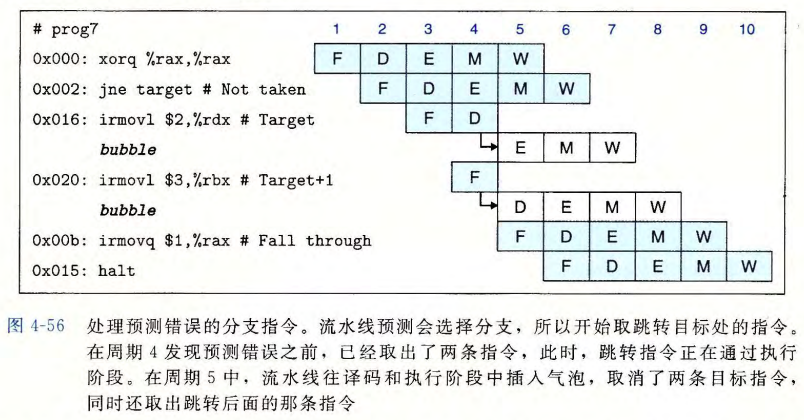 # prog7 1 2 3 4 5 6 7 8 9 10
0x000: xorq %rax,%rax F D E M W
0x002: jne target # Not taken F D E M W
0x016: irmovl $2,%rdx # Target F D
bubble E M W
0x020: irmovl $3,%rbx # Target+1 F
bubble D E M W
0x00b: irmovq $1,%rax # Fall through F D E M W
0x015: halt F D E M W
图 4-56 处理预测错误的分支指令。流水线预测会选择分支，所以开始取跳转目标处的指令。
在周期 4 发现预测错误之前，已经取出了两条指令，此时，跳转指令正在通过执行
阶段。在周期 5 中，流水线往译码和执行阶段中插入气泡，取消了两条目标指令，
同时还取出跳转后面的那条指令